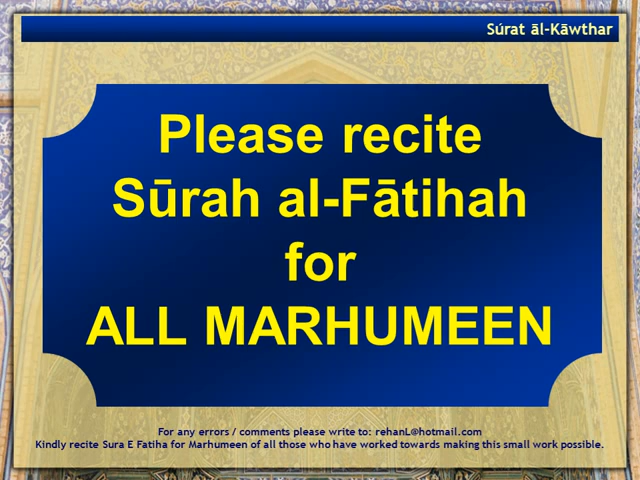 Súrat āl-Kāwthar
Please recite
Sūrah al-Fātihah
for
ALL MARHUMEEN
For any errors / comments please write to: rehanL@hotmail.com
Kindly recite Sura E Fatiha for Marhumeen of all those who have worked towards making this small work possible.